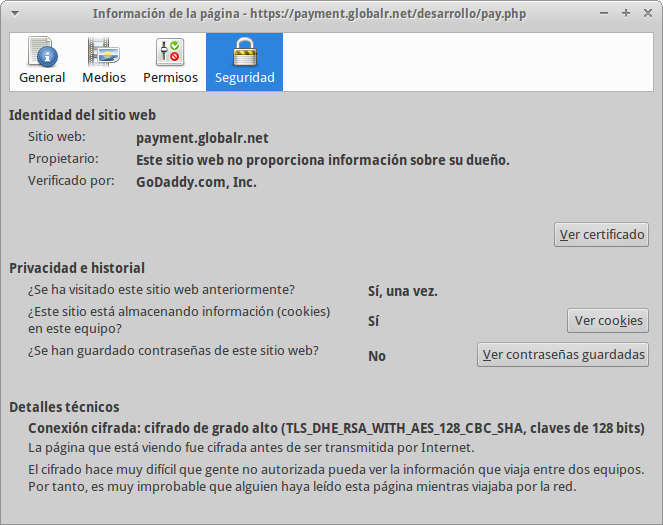 Información de la página - https://payment.globalr.net/desarrollo/pay.php
General Medios Permisos Seguridad
Identidad del sitio web
Sitio web: payment.globalr.net
Propietario: Este sitio web no proporciona información sobre su dueño.
Verificado por: GoDaddy.com, Inc.
Ver certificado
Privacidad e historial
¿Se ha visitado este sitio web anteriormente? Sí, una vez.
¿Este sitio está almacenando información (cookies)
en este equipo? Sí Ver cookies
¿Se han guardado contraseñas de este sitio web? No Ver contraseñas guardadas
Detalles técnicos
Conexión cifrada: cifrado de grado alto (TLS_DHE_RSA_WITH_AES_128_CBC_SHA, claves de 128 bits)
La página que está viendo fue cifrada antes de ser transmitida por Internet.
El cifrado hace muy difícil que gente no autorizada pueda ver la información que viaja entre dos equipos.
Por tanto, es muy improbable que alguien haya leído esta página mientras viajaba por la red.